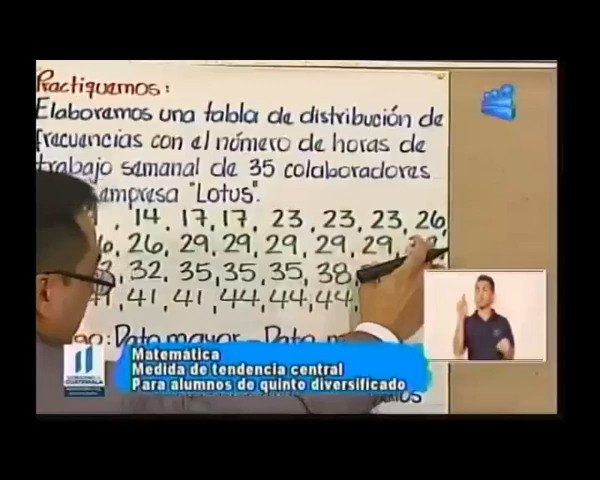 Practiquemos:
Elaboremos una tabla de distribución de
frecuencias con el número de horas de
trabajo semanal de 35 colaboradores
empresa "Lotus".
, 14, 17, 17, 23, 23, 23, 26,
26, 29, 29, 29, 29, 29,
32, 35, 35, 35, 38,
41, 41, 44, 44, 44,
Dato mayor - Dato
GUATEMALA
Matemática
Medida de tendencia central
Para alumnos de quinto diversificado